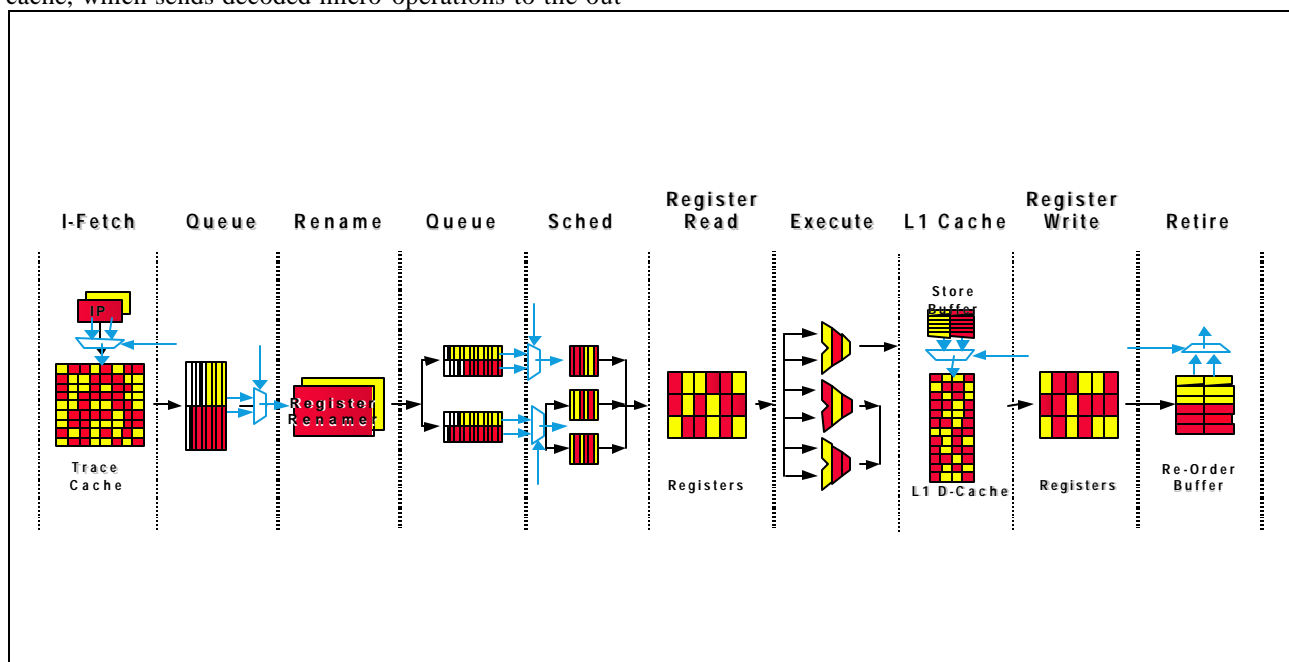 cache, which sends decoded micro-operations to the out
I-Fetch
Queue
Rename
Queue
Sched
Register
Read
Execute
L1 Cache
Register
Write
Retire
IP
Trace
Cache
Register
Renamer
Registers
Store
Buffer
L1 D-Cache
Registers
Re-Order
Buffer